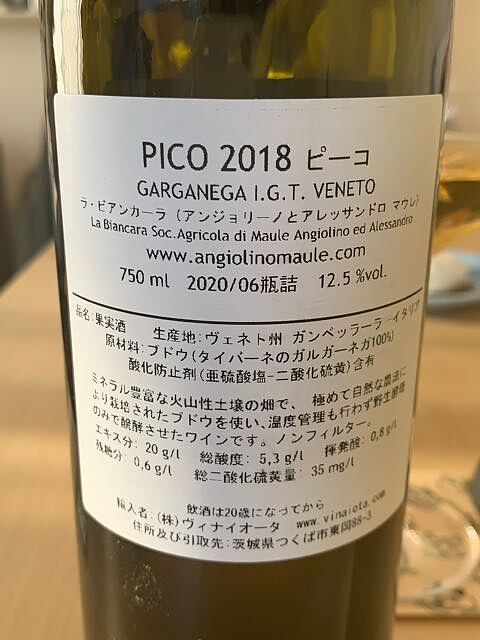 PICO 2018 ピーコ
GARGANEGA I.G.T. VENETO
ラ・ビアンカーラ (アンジョリーノとアレッサンドロ マウレ)
La Biancara Soc.Agricola di Maule Angiolino ed Alessandro
www.angiolinomaule.com
750 ml 2020/06瓶詰 12.5 %vol.
品名:果実酒 生産地:ヴェネト州 ガンベッラーラ-イタリア
原材料:ブドウ(タイバーネのガルガーネガ100%)
酸化防止剤(亜硫酸塩-二酸化硫黄)含有
ミネラル豊富な火山性土壌の畑で、極めて自然な農法に
より栽培されたブドウを使い、温度管理も行わず野生酵母
のみで醗酵させたワインです。ノンフィルター。
エキス分: 20 g/l 総酸度: 5,3 g/l 揮発酸: 0,8 g/l
残糖分: 0,6 g/l 総二酸化硫黄量: 35 mg/l
飲酒は20歳になってから
輸入者:(株)ヴィナイオータ www.vinaiota.com
住所及び引取先:茨城県つくば市東岡88-3